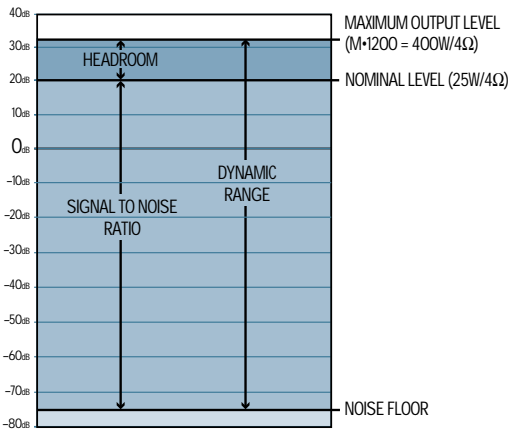 40dB
MAXIMUM OUTPUT LEVEL
(M•1200 = 400W/4Ω)
30dB
HEADROOM
20dB
NOMINAL LEVEL (25W/4Ω)
10dB
0dB
–10dB
DYNAMIC
RANGE
–20dB
SIGNAL TO NOISE
RATIO
–30dB
–40dB
–50dB
–60dB
–70dB
NOISE FLOOR
–80dB